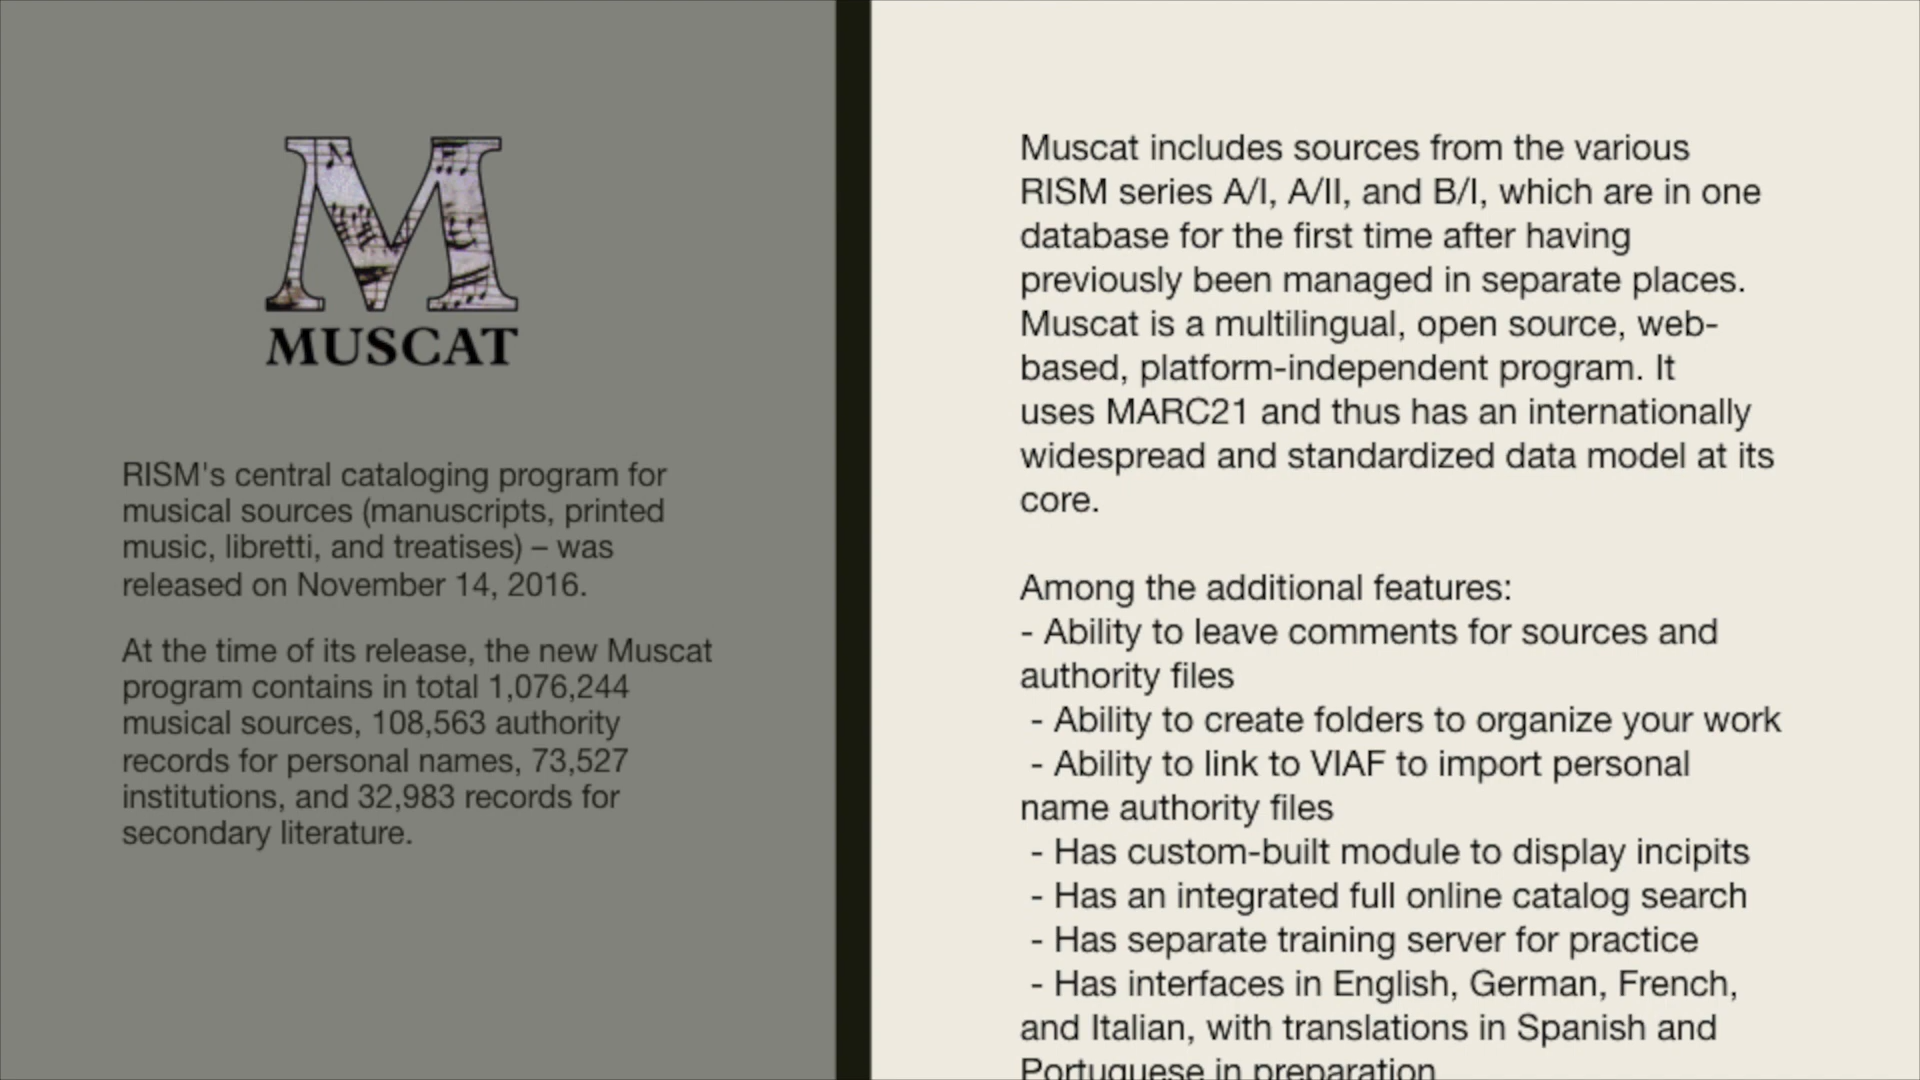 MUSCAT
RISM's central cataloging program for
musical sources (manuscripts, printed
music, libretti, and treatises) – was
released on November 14, 2016.
At the time of its release, the new Muscat
program contains in total 1,076,244
musical sources, 108,563 authority
records for personal names, 73,527
institutions, and 32,983 records for
secondary literature.
Muscat includes sources from the various
RISM series A/I, A/II, and B/I, which are in one
database for the first time after having
previously been managed in separate places.
Muscat is a multilingual, open source, web-
based, platform-independent program. It
uses MARC21 and thus has an internationally
widespread and standardized data model at its
core.
Among the additional features:
- Ability to leave comments for sources and
authority files
- Ability to create folders to organize your work
- Ability to link to VIAF to import personal
name authority files
- Has custom-built module to display incipits
- Has an integrated full online catalog search
- Has separate training server for practice
- Has interfaces in English, German, French,
and Italian, with translations in Spanish and
Portuguese in preparation